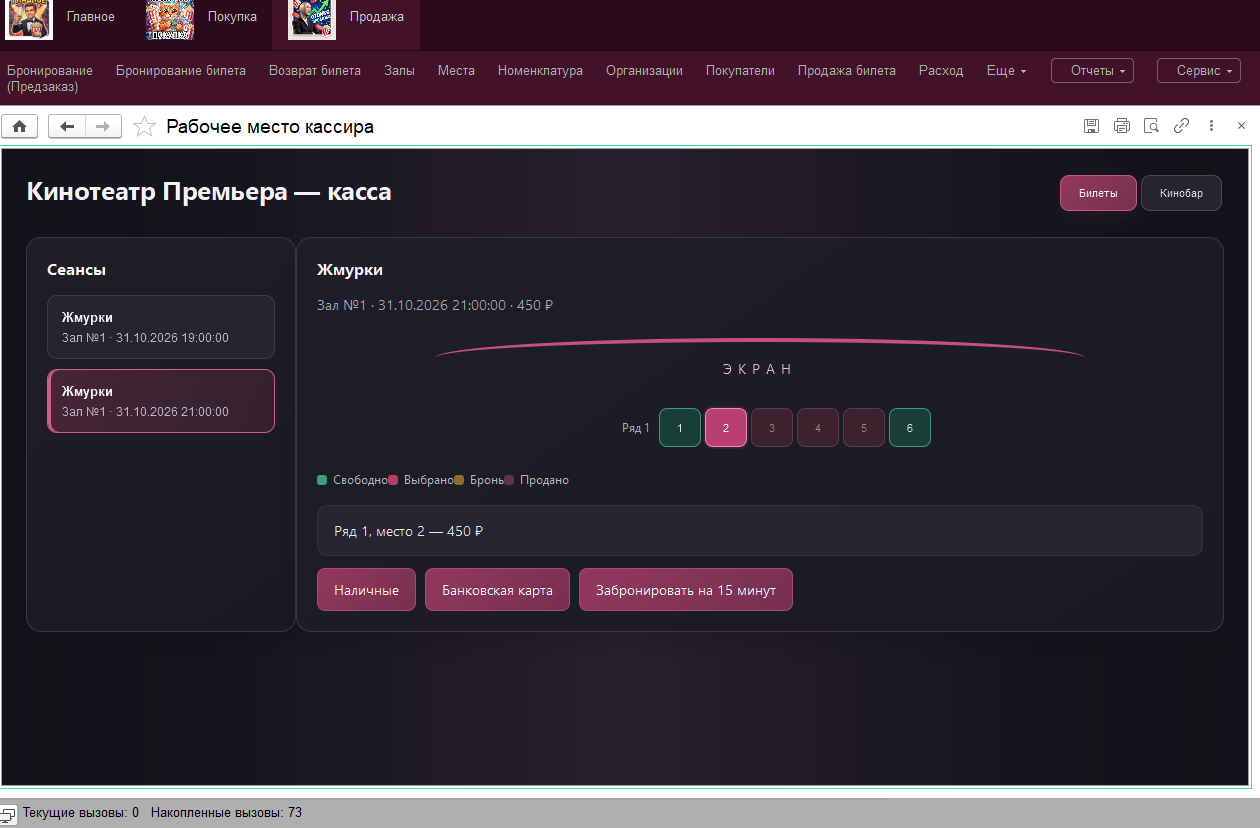 Главное
Покупка
Продажа
ПОКУПКА
Бронирование (Предзаказ)
Бронирование билета
Возврат билета
Залы
Места
Номенклатура
Организации
Покупатели
Продажа билета
Расход
Еще
Отчеты
Сервис
Рабочее место кассира
Кинотеатр Премьера — касса
Билеты
Кинобар
Сеансы
Жмурки
Зал №1 · 31.10.2026 19:00:00
Жмурки
Зал №1 · 31.10.2026 21:00:00
Жмурки
Зал №1 · 31.10.2026 21:00:00 · 450 ₽
ЭКРАН
Ряд 1 1 2 3 4 5 6
Свободно Выбрано Бронь Продано
Ряд 1, место 2 — 450 ₽
Наличные
Банковская карта
Забронировать на 15 минут
Текущие вызовы: 0 Накопленные вызовы: 73